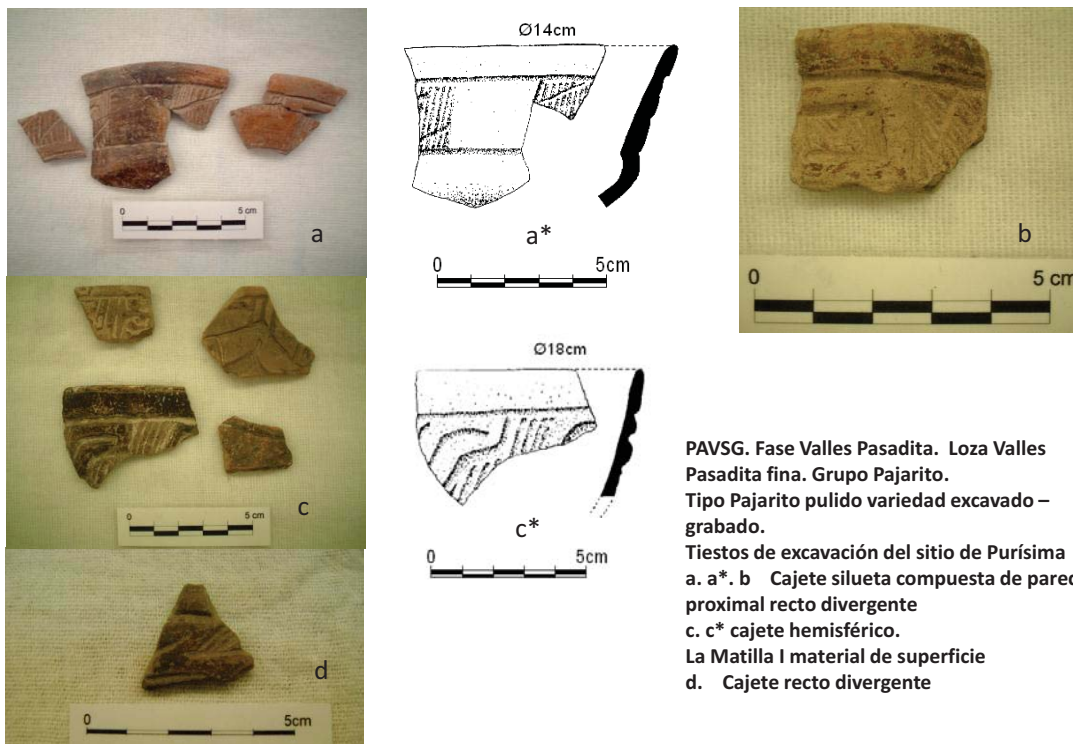 Ø14cm
0 5 cm
a
a*
0 5cm
b
0 5 cm
Ø18cm
0 5 cm
c
c*
0 5cm
d
0 5cm
PAVSG. Fase Valles Pasadita. Loza Valles
Pasadita fina. Grupo Pajarito.
Tipo Pajarito pulido variedad excavado –
grabado.
Tiestos de excavación del sitio de Purísima
a. a*. b Cajete silueta compuesta de pared
proximal recto divergente
c. c* cajete hemisférico.
La Matilla I material de superficie
d. Cajete recto divergente